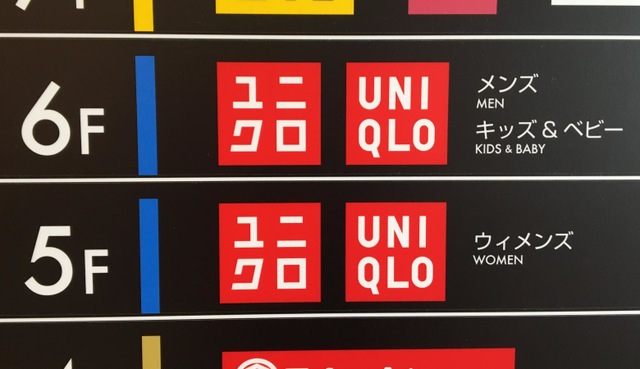 6F
ユニ
クロ
UNI
QLO
メンズ
MEN
キッズ & ベビー
KIDS & BABY
5F
ユニ
クロ
UNI
QLO
ウィメンズ
WOMEN